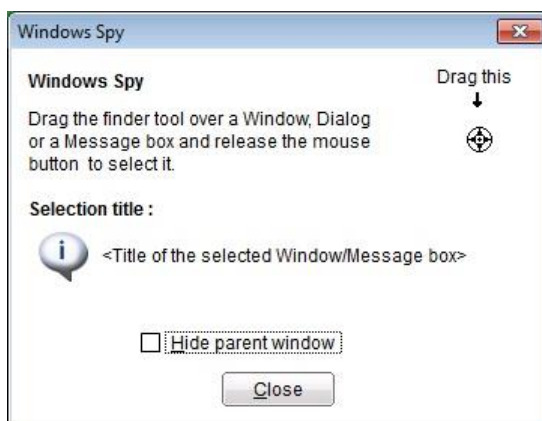 Windows Spy
Windows Spy
Drag this
Drag the finder tool over a Window, Dialog
or a Message box and release the mouse
button to select it.
Selection title :
<Title of the selected Window/Message box>
Hide parent window
Close